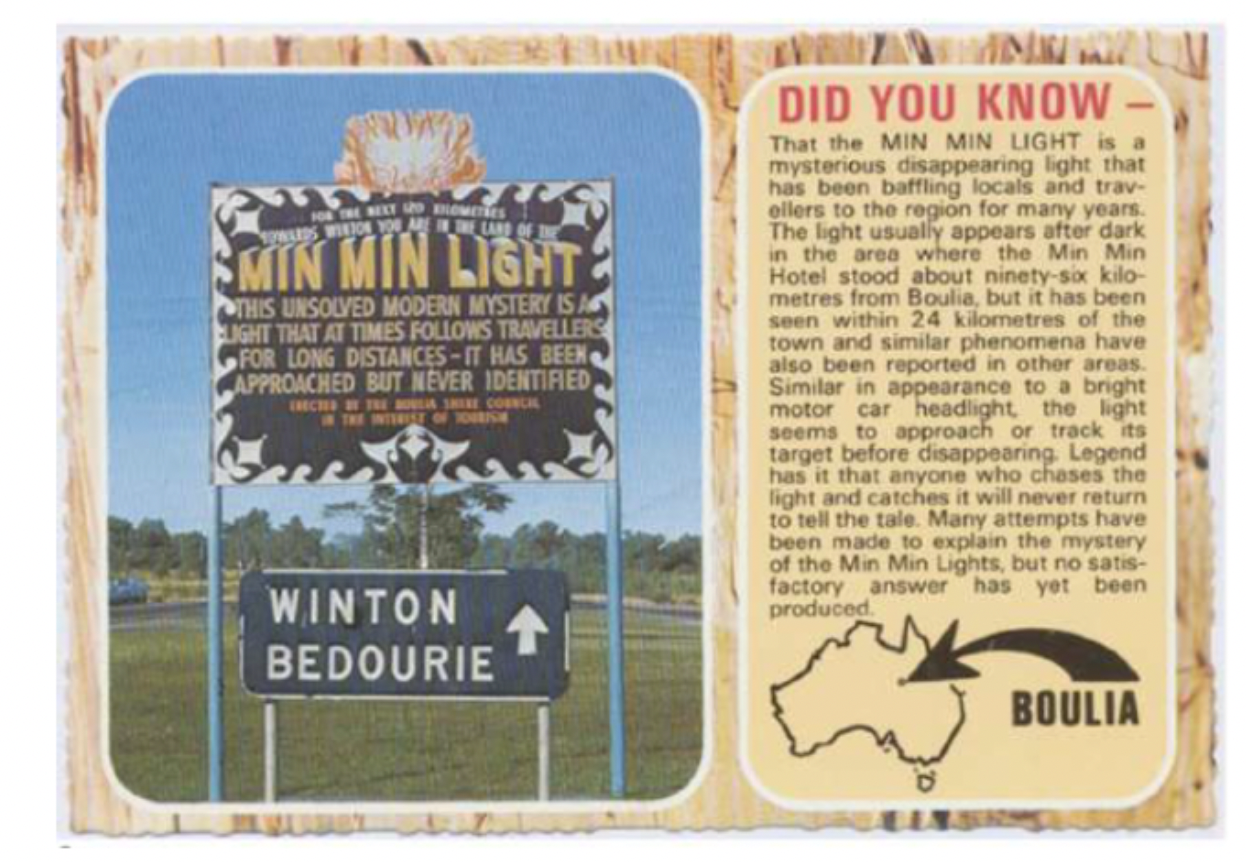 FOR THE NEXT 120 KILOMETRES
TOWARDS WINTON YOU ARE IN THE LAND OF THE
MIN MIN LIGHT
THIS UNSOLVED MODERN MYSTERY IS A
LIGHT THAT AT TIMES FOLLOWS TRAVELLERS
FOR LONG DISTANCES - IT HAS BEEN
APPROACHED BUT NEVER IDENTIFIED
ERECTED BY THE BOULIA SHIRE COUNCIL
IN THE INTEREST OF TOURISM
WINTON
BEDOURIE
DID YOU KNOW –
That the MIN MIN LIGHT is a
mysterious disappearing light that
has been baffling locals and trav-
ellers to the region for many years.
The light usually appears after dark
in the area where the Min Min
Hotel stood about ninety-six kilo-
metres from Boulia, but it has been
seen within 24 kilometres of the
town and similar phenomena have
also been reported in other areas.
Similar in appearance to a bright
motor car headlight, the light
seems to approach or track its
target before disappearing. Legend
has it that anyone who chases the
light and catches it will never return
to tell the tale. Many attempts have
been made to explain the mystery
of the Min Min Lights, but no satis-
factory answer has yet been
produced.
BOULIA